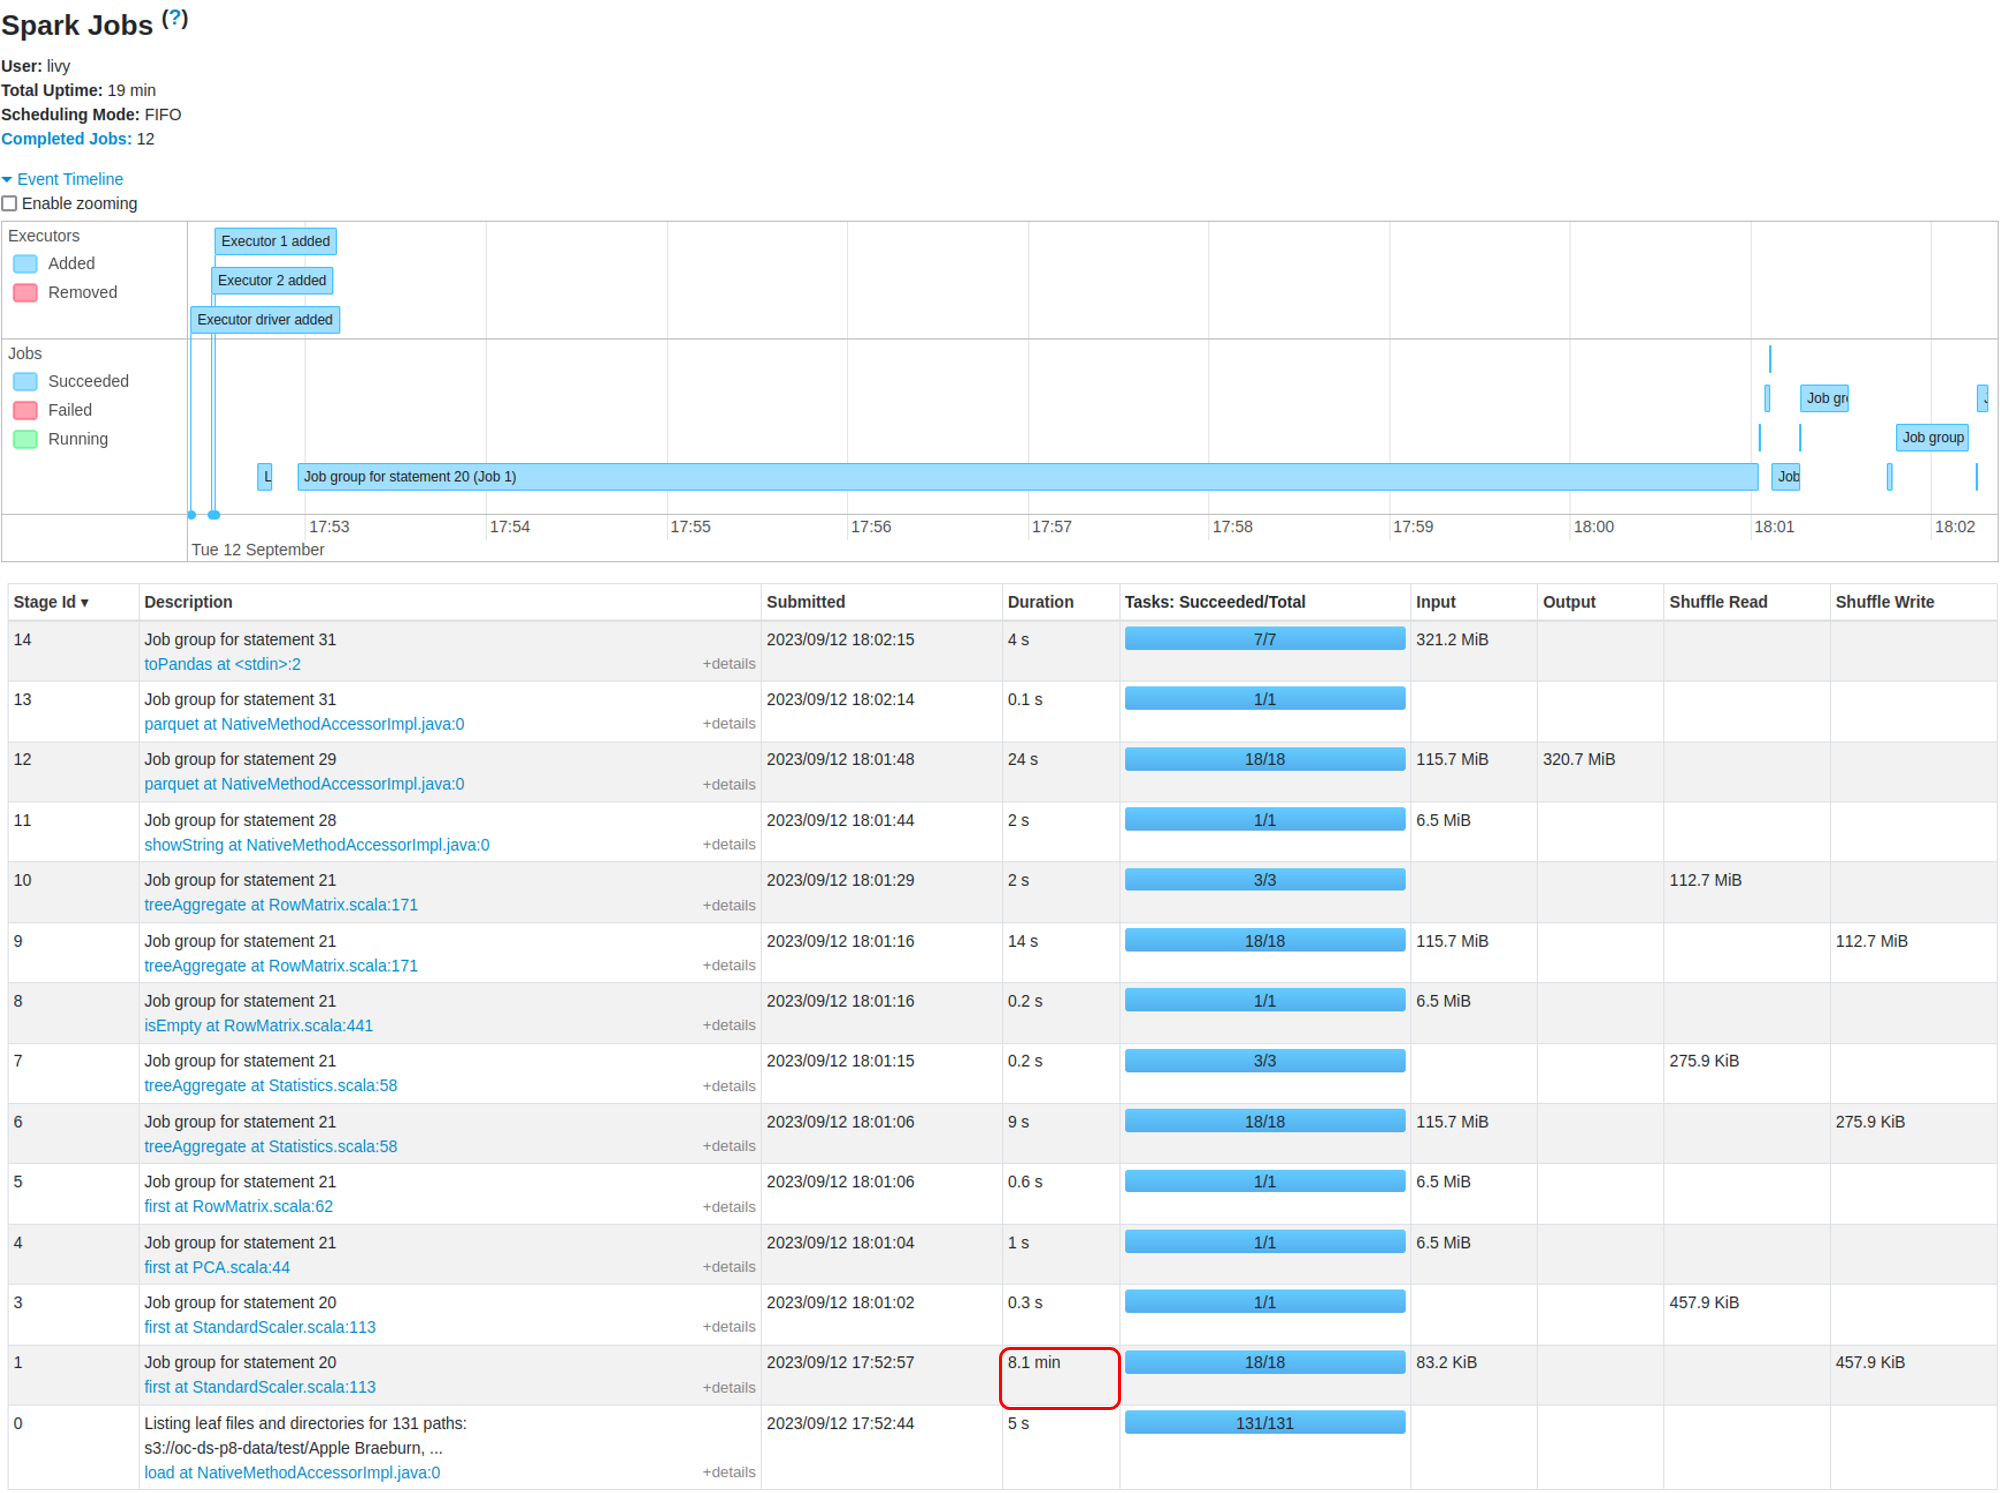 Spark Jobs (?)
User: livy
Total Uptime: 19 min
Scheduling Mode: FIFO
Completed Jobs: 12
Event Timeline
Enable zooming
Executors
Added
Removed
Executor 1 added
Executor 2 added
Executor driver added
Jobs
Succeeded
Failed
Running
Job gr
Job group
Job group for statement 20 (Job 1)
Job
17:53 17:54 17:55 17:56 17:57 17:58 17:59 18:00 18:01 18:02
Tue 12 September
Stage Id ▾ Description Submitted Duration Tasks: Succeeded/Total Input Output Shuffle Read Shuffle Write
14 Job group for statement 31 2023/09/12 18:02:15 4 s 7/7 321.2 MiB
toPandas at <stdin>:2 +details
13 Job group for statement 31 2023/09/12 18:02:14 0.1 s 1/1
parquet at NativeMethodAccessorImpl.java:0 +details
12 Job group for statement 29 2023/09/12 18:01:48 24 s 18/18 115.7 MiB 320.7 MiB
parquet at NativeMethodAccessorImpl.java:0 +details
11 Job group for statement 28 2023/09/12 18:01:44 2 s 1/1 6.5 MiB
showString at NativeMethodAccessorImpl.java:0 +details
10 Job group for statement 21 2023/09/12 18:01:29 2 s 3/3 112.7 MiB
treeAggregate at RowMatrix.scala:171 +details
9 Job group for statement 21 2023/09/12 18:01:16 14 s 18/18 115.7 MiB 112.7 MiB
treeAggregate at RowMatrix.scala:171 +details
8 Job group for statement 21 2023/09/12 18:01:16 0.2 s 1/1 6.5 MiB
isEmpty at RowMatrix.scala:441 +details
7 Job group for statement 21 2023/09/12 18:01:15 0.2 s 3/3 275.9 KiB
treeAggregate at Statistics.scala:58 +details
6 Job group for statement 21 2023/09/12 18:01:06 9 s 18/18 115.7 MiB 275.9 KiB
treeAggregate at Statistics.scala:58 +details
5 Job group for statement 21 2023/09/12 18:01:06 0.6 s 1/1 6.5 MiB
first at RowMatrix.scala:62 +details
4 Job group for statement 21 2023/09/12 18:01:04 1 s 1/1 6.5 MiB
first at PCA.scala:44 +details
3 Job group for statement 20 2023/09/12 18:01:02 0.3 s 1/1 457.9 KiB
first at StandardScaler.scala:113 +details
1 Job group for statement 20 2023/09/12 17:52:57 8.1 min 18/18 83.2 KiB 457.9 KiB
first at StandardScaler.scala:113 +details
0 Listing leaf files and directories for 131 paths: 2023/09/12 17:52:44 5 s 131/131
s3://oc-ds-p8-data/test/Apple Braeburn, ...
load at NativeMethodAccessorImpl.java:0 +details